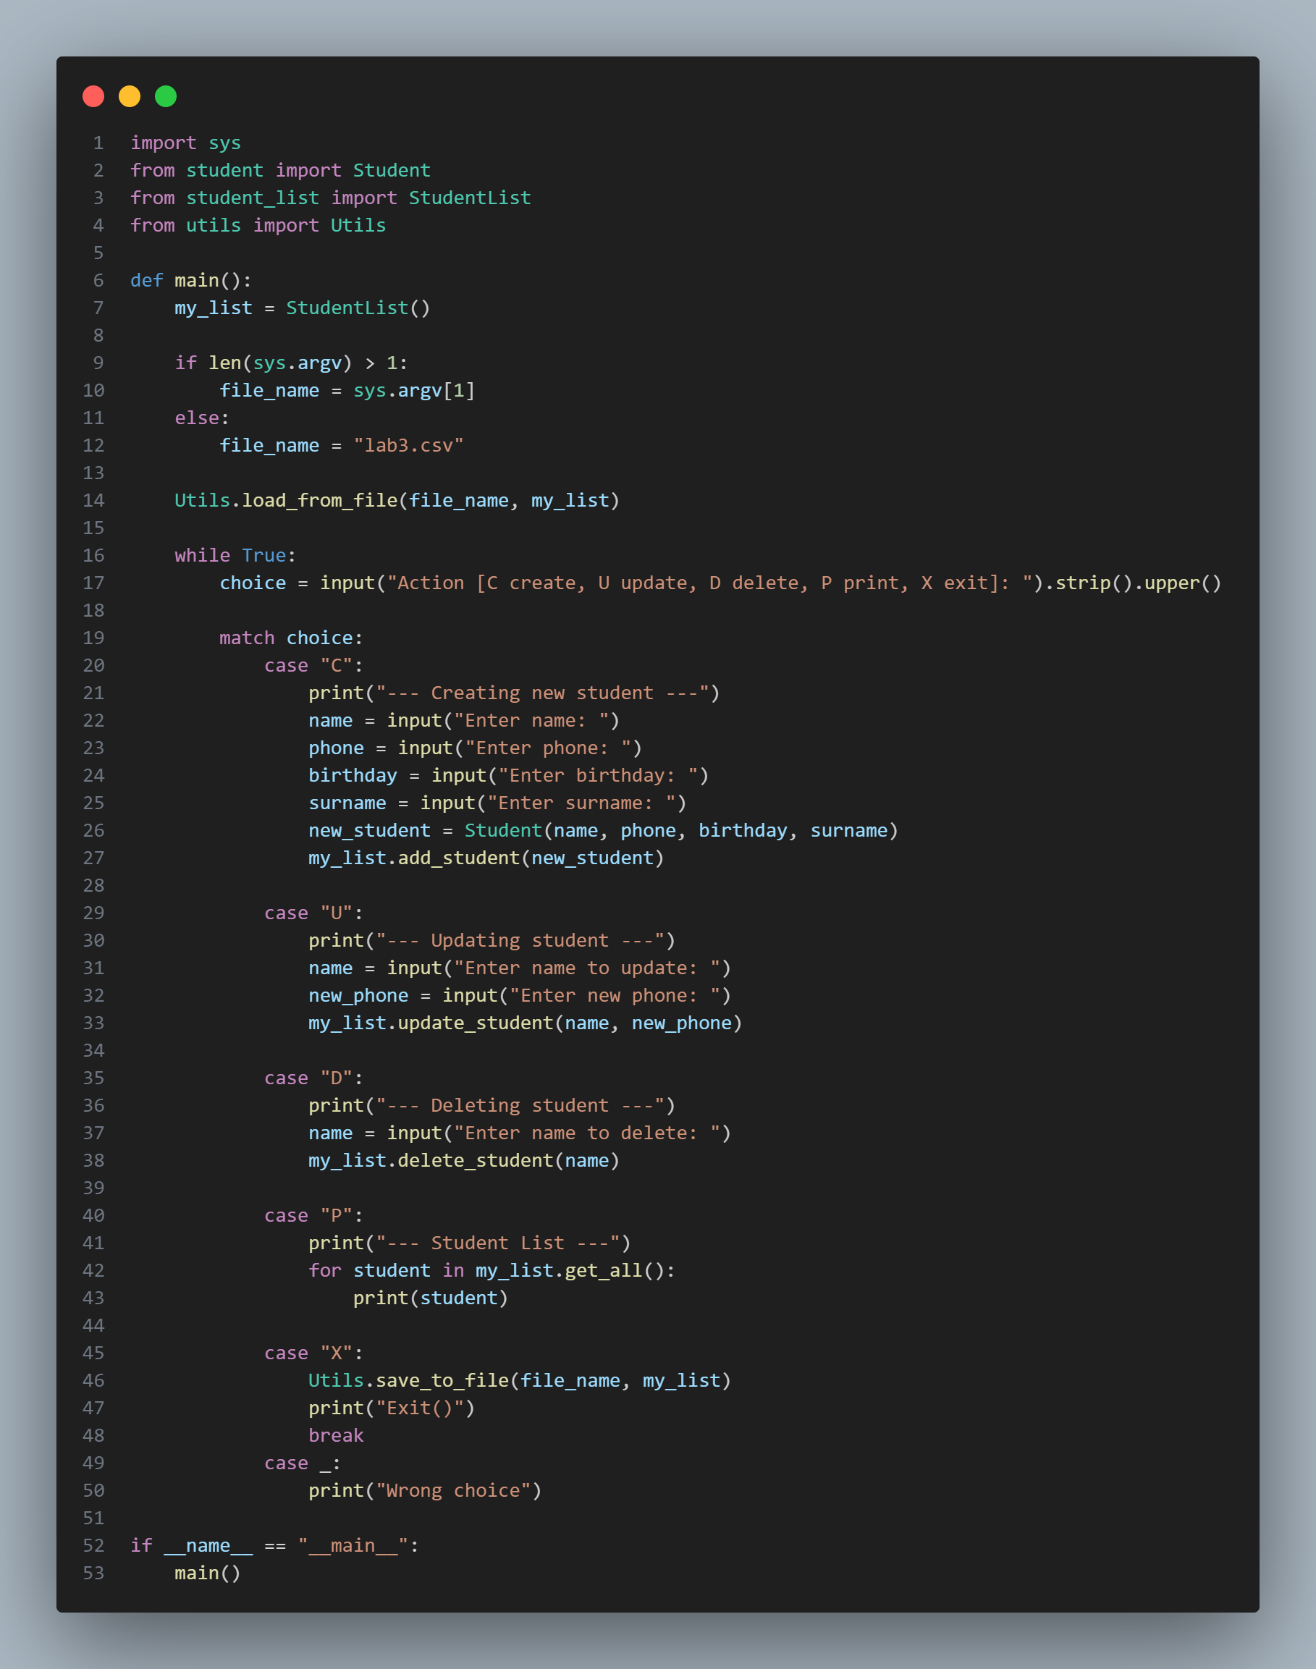 1 import sys
2 from student import Student
3 from student_list import StudentList
4 from utils import Utils
5
6 def main():
7     my_list = StudentList()
8
9     if len(sys.argv) > 1:
10         file_name = sys.argv[1]
11     else:
12         file_name = "lab3.csv"
13
14     Utils.load_from_file(file_name, my_list)
15
16     while True:
17         choice = input("Action [C create, U update, D delete, P print, X exit]: ").strip().upper()
18
19         match choice:
20             case "C":
21                 print("--- Creating new student ---")
22                 name = input("Enter name: ")
23                 phone = input("Enter phone: ")
24                 birthday = input("Enter birthday: ")
25                 surname = input("Enter surname: ")
26                 new_student = Student(name, phone, birthday, surname)
27                 my_list.add_student(new_student)
28
29             case "U":
30                 print("--- Updating student ---")
31                 name = input("Enter name to update: ")
32                 new_phone = input("Enter new phone: ")
33                 my_list.update_student(name, new_phone)
34
35             case "D":
36                 print("--- Deleting student ---")
37                 name = input("Enter name to delete: ")
38                 my_list.delete_student(name)
39
40             case "P":
41                 print("--- Student List ---")
42                 for student in my_list.get_all():
43                     print(student)
44
45             case "X":
46                 Utils.save_to_file(file_name, my_list)
47                 print("Exit()")
48                 break
49             case _:
50                 print("Wrong choice")
51
52 if __name__ == "__main__":
53     main()